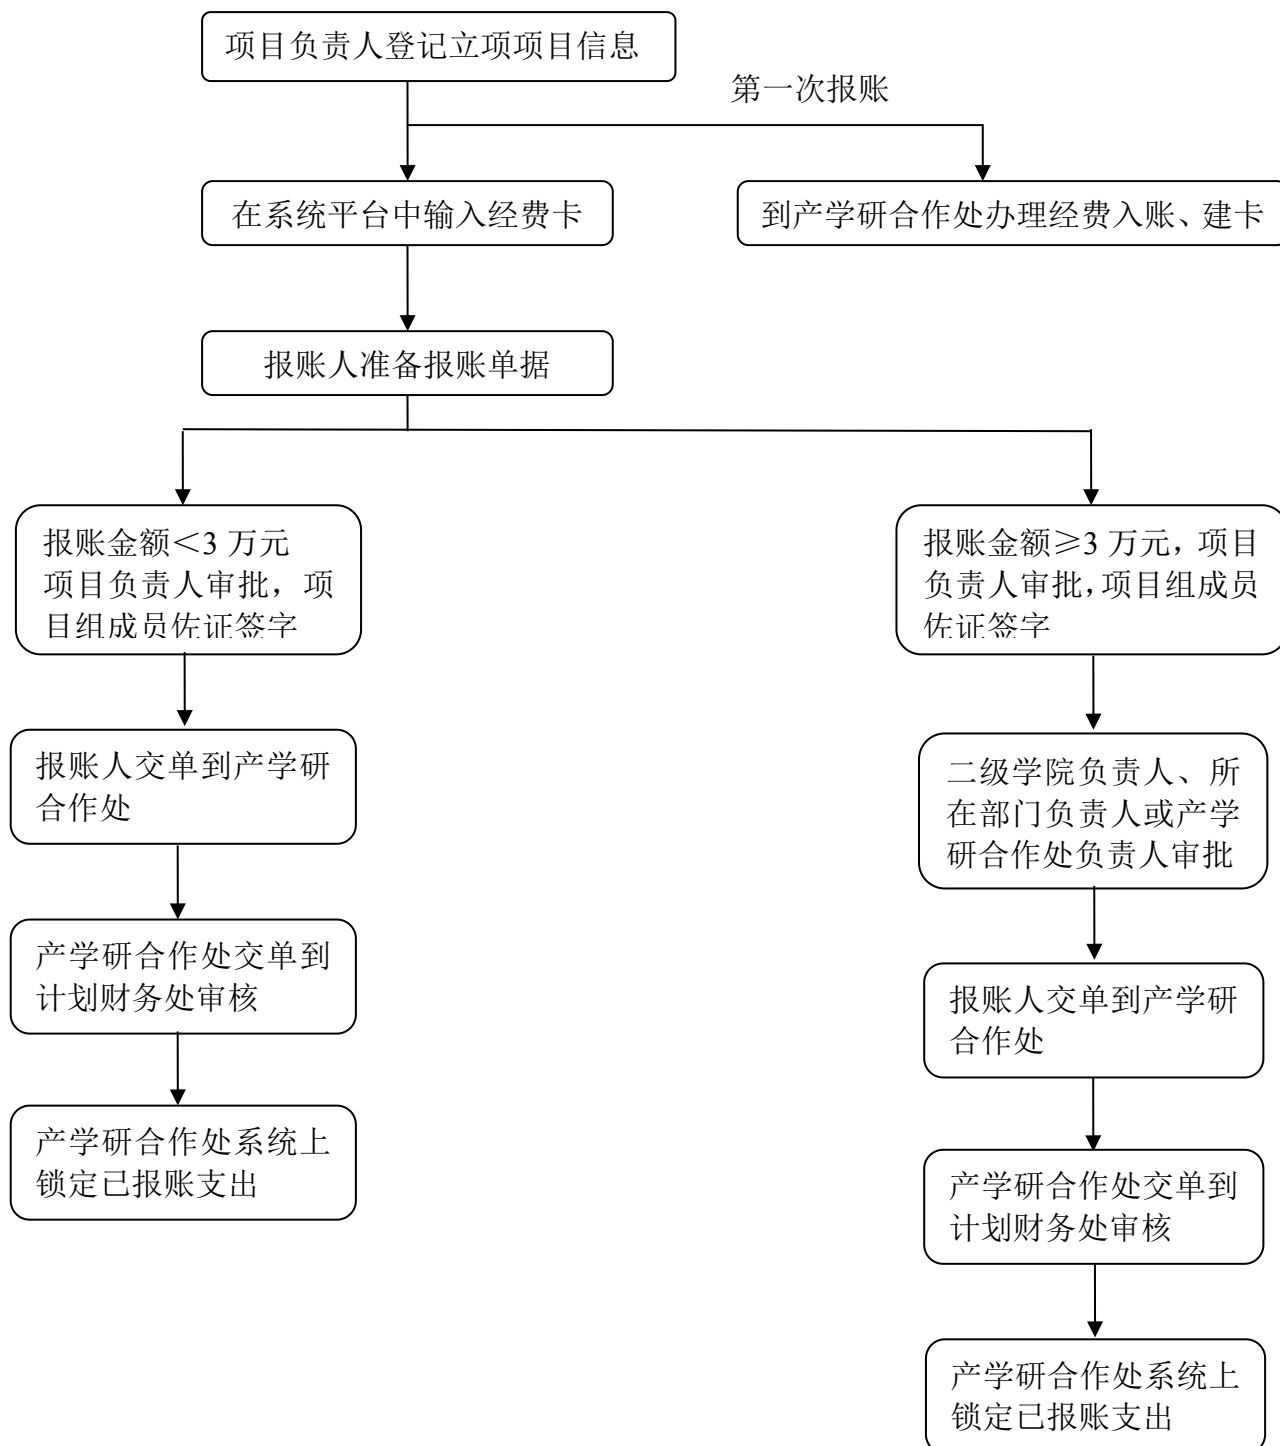 项目负责人登记立项项目信息
第一次报账
在系统平台中输入经费卡
到产学研合作处办理经费入账、建卡
报账人准备报账单据
报账金额＜3 万元
项目负责人审批，项
目组成员佐证签字
报账人交单到产学研
合作处
产学研合作处交单到
计划财务处审核
产学研合作处系统上
锁定已报账支出
报账金额≥3 万元，项目
负责人审批，项目组成员
佐证签字
二级学院负责人、所
在部门负责人或产学
研合作处负责人审批
报账人交单到产学研
合作处
产学研合作处交单到
计划财务处审核
产学研合作处系统上
锁定已报账支出